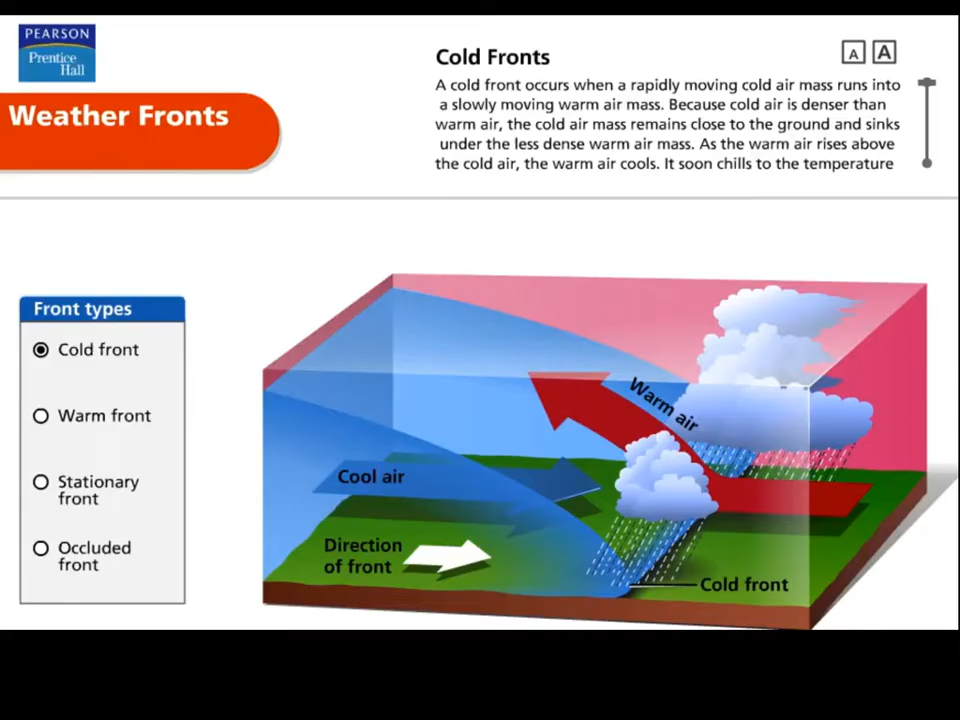 PEARSON
Prentice
Hall
Weather Fronts
Cold Fronts
A A
A cold front occurs when a rapidly moving cold air mass runs into
a slowly moving warm air mass. Because cold air is denser than
warm air, the cold air mass remains close to the ground and sinks
under the less dense warm air mass. As the warm air rises above
the cold air, the warm air cools. It soon chills to the temperature
Front types
Cold front
Warm front
Stationary
front
Occluded
front
Warm air
Cool air
Direction
of front
Cold front